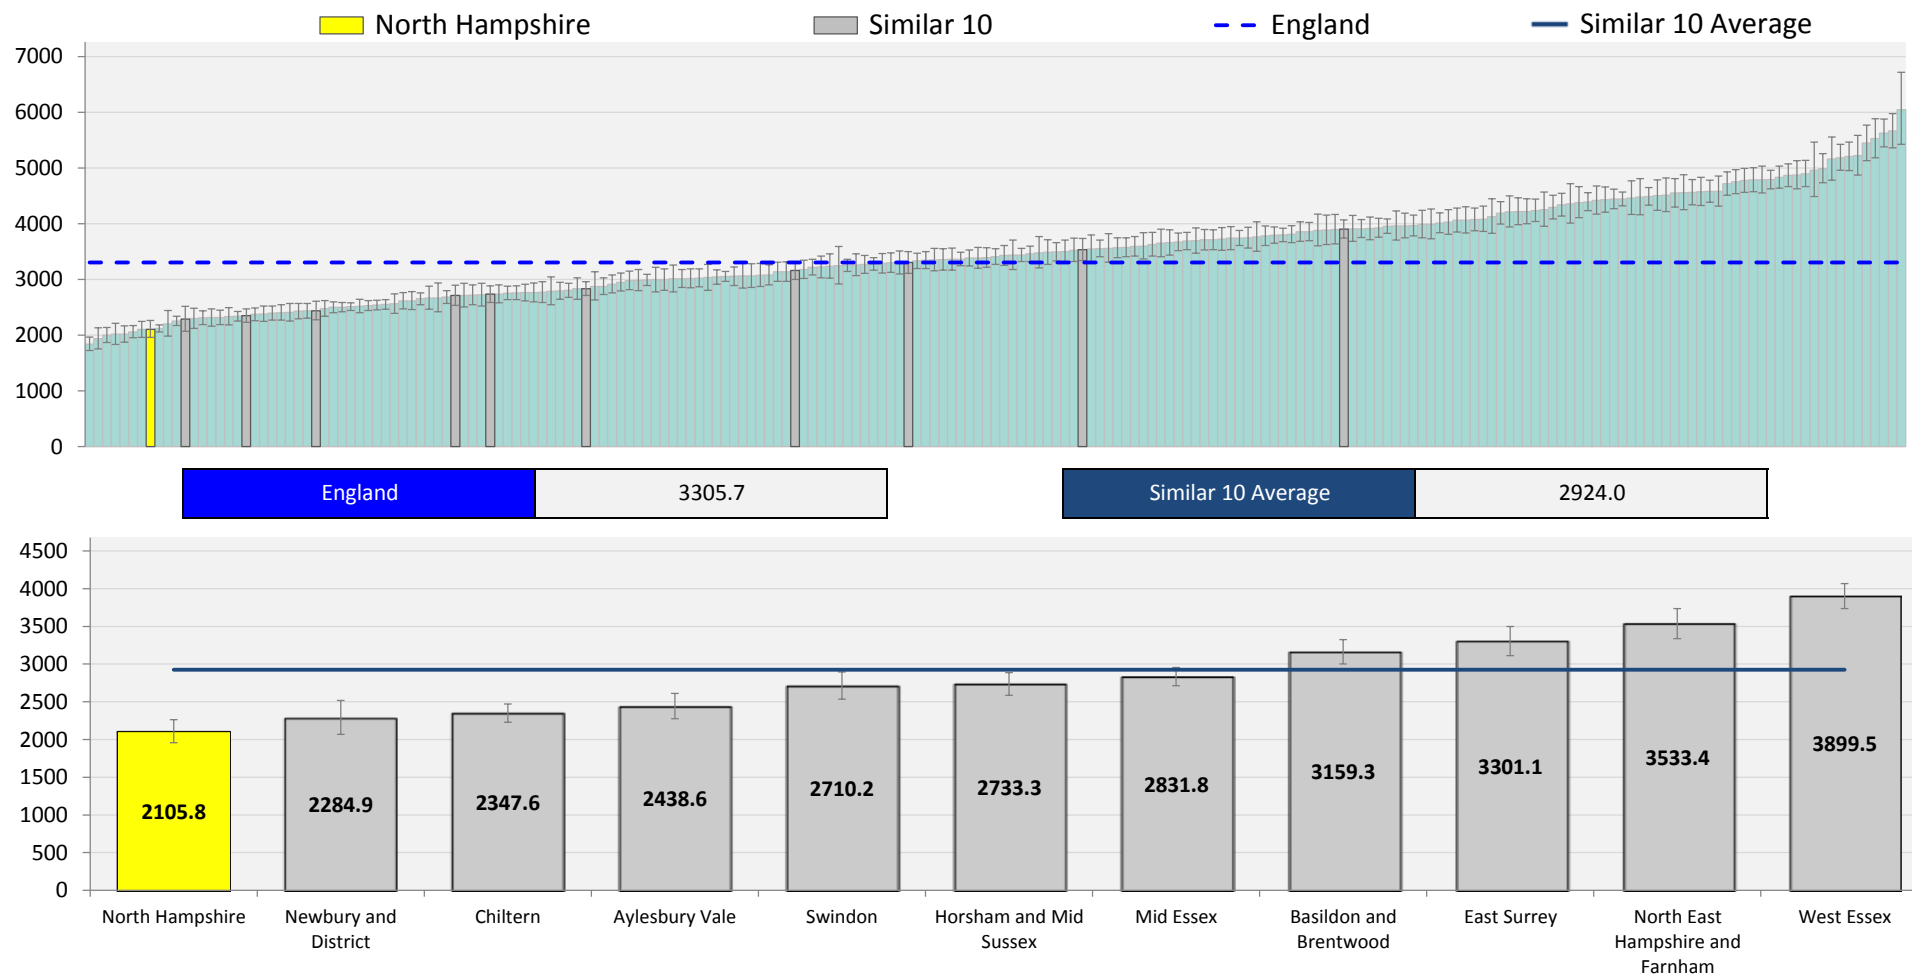 North Hampshire
Similar 10
England
Similar 10 Average
7000
6000
5000
4000
3000
2000
1000
0
England 3305.7
Similar 10 Average 2924.0
4500
4000
3500
3000
2500
2000
1500
1000
500
0
2105.8
2284.9
2347.6
2438.6
2710.2
2733.3
2831.8
3159.3
3301.1
3533.4
3899.5
North Hampshire
Newbury and
District
Chiltern
Aylesbury Vale
Swindon
Horsham and Mid
Sussex
Mid Essex
Basildon and
Brentwood
East Surrey
North East
Hampshire and
Farnham
West Essex